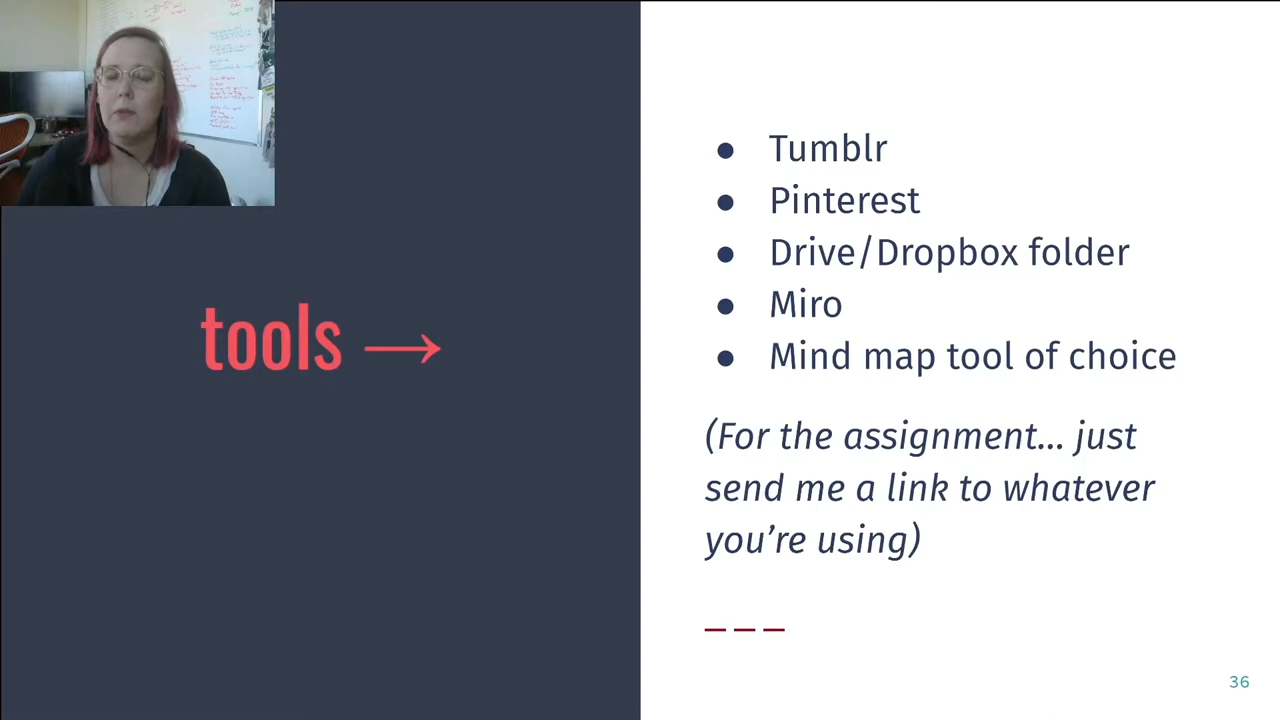 tools →
● Tumblr
● Pinterest
● Drive/Dropbox folder
● Miro
● Mind map tool of choice
(For the assignment... just
send me a link to whatever
you’re using)
36